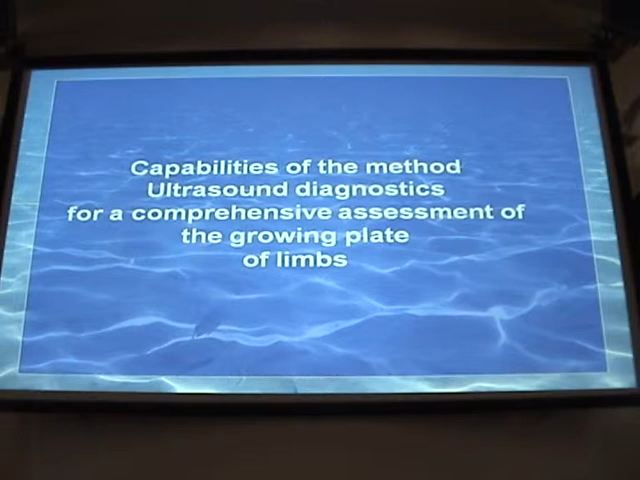 Capabilities of the method
Ultrasound diagnostics
for a comprehensive assessment of
the growing plate
of limbs